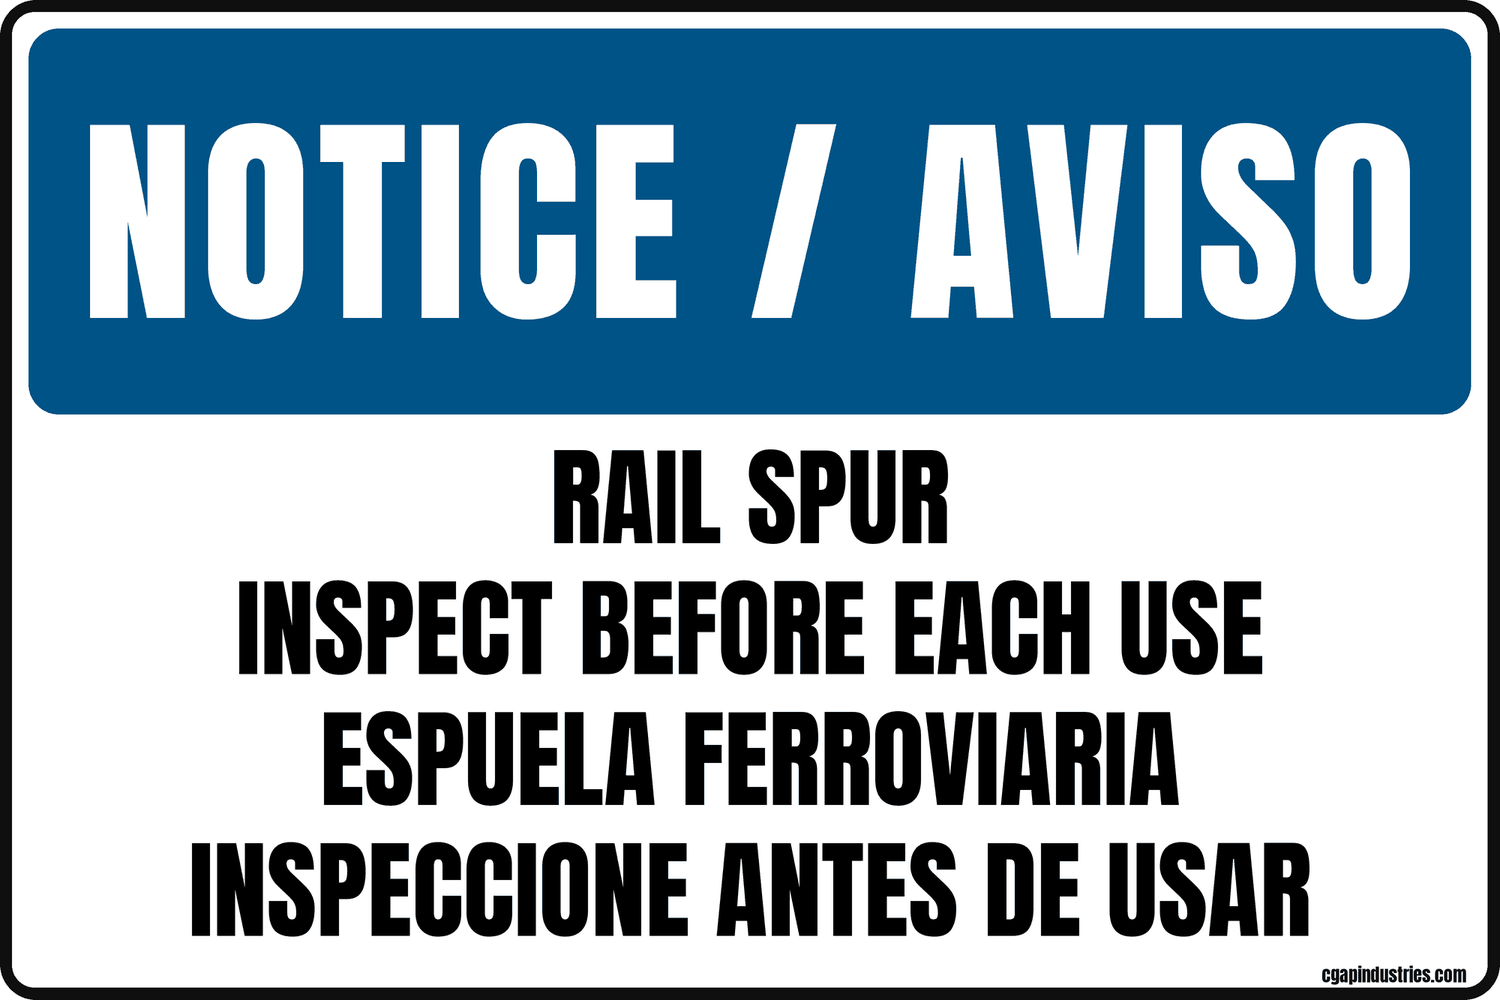 NOTICE / AVISO
RAIL SPUR
INSPECT BEFORE EACH USE
ESPUELA FERROVIARIA
INSPECCIONE ANTES DE USAR
cgapindustries.com